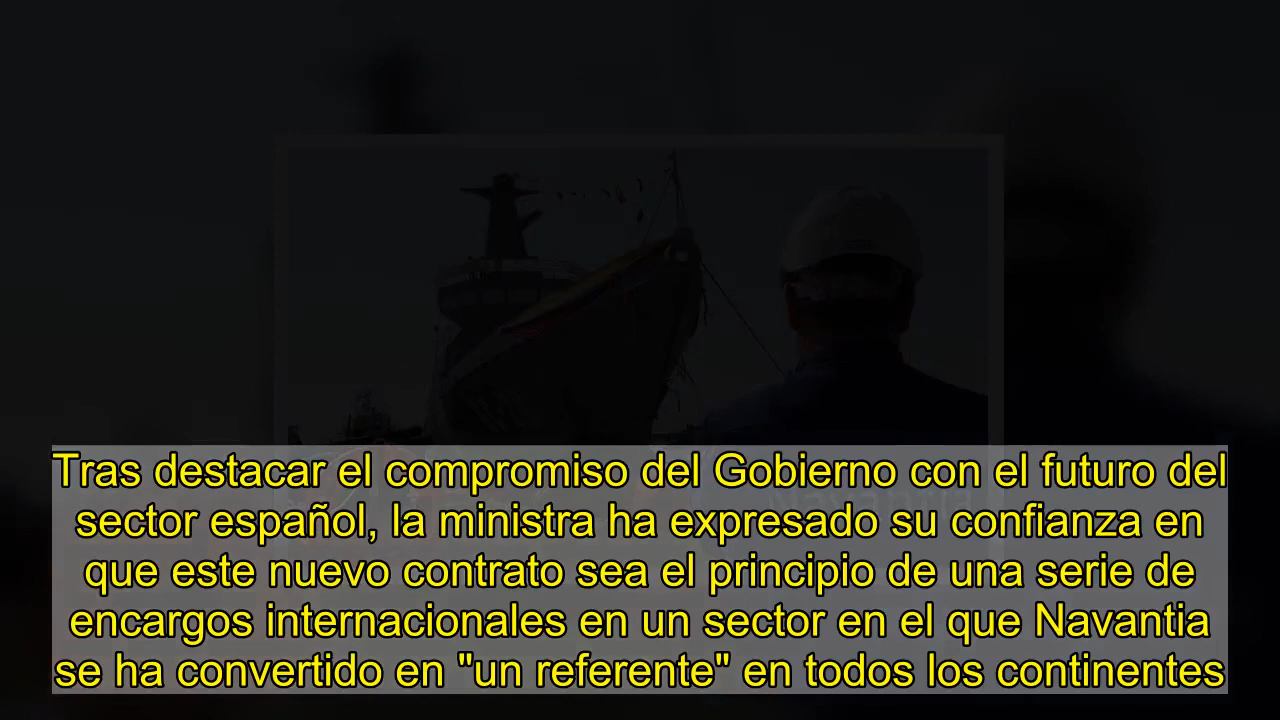 Tras destacar el compromiso del Gobierno con el futuro del
sector español, la ministra ha expresado su confianza en
que este nuevo contrato sea el principio de una serie de
encargos internacionales en un sector en el que Navantia
se ha convertido en "un referente" en todos los continentes
Navantia